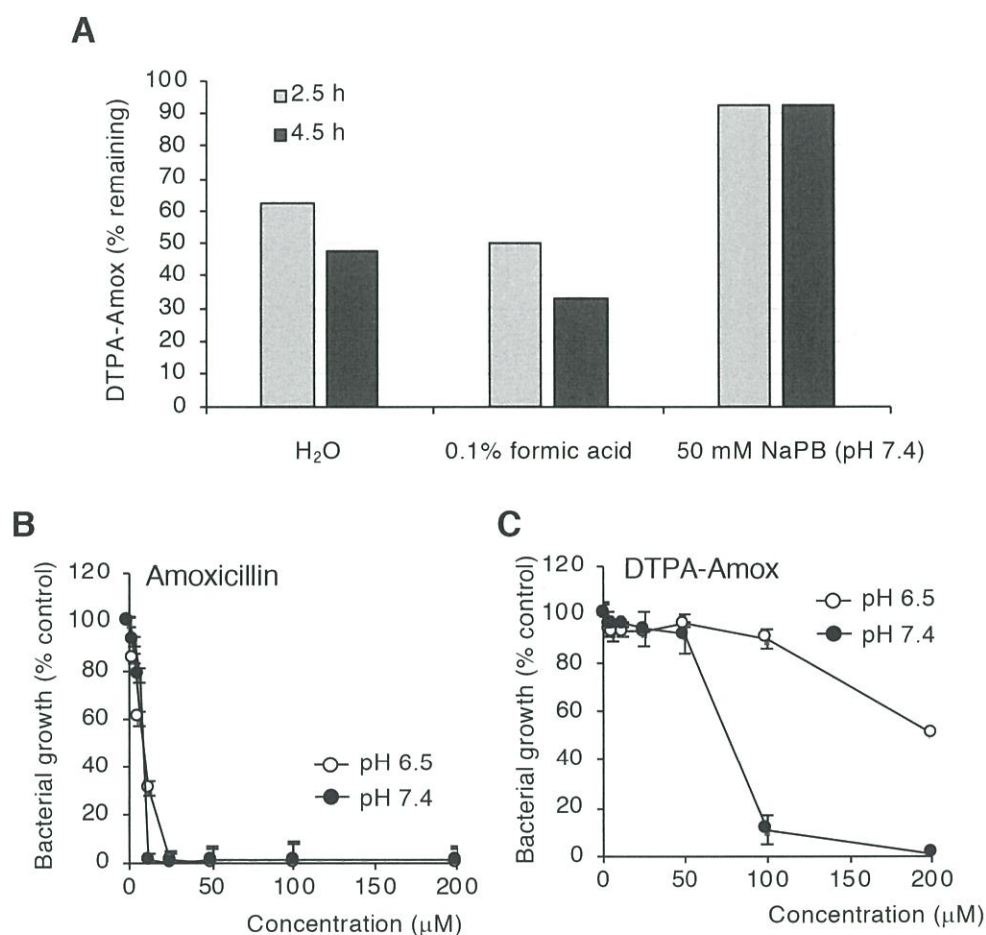 A
DTPA-Amox (% remaining)
100
90
80
70
60
50
40
30
20
10
0
2.5 h
4.5 h
H₂O
0.1% formic acid
50 mM NaPB (pH 7.4)
B
Bacterial growth (% control)
120
100
80
60
40
20
0
Amoxicillin
pH 6.5
pH 7.4
0
50
100
150
200
Concentration (μM)
C
Bacterial growth (% control)
120
100
80
60
40
20
0
DTPA-Amox
pH 6.5
pH 7.4
0
50
100
150
200
Concentration (μM)